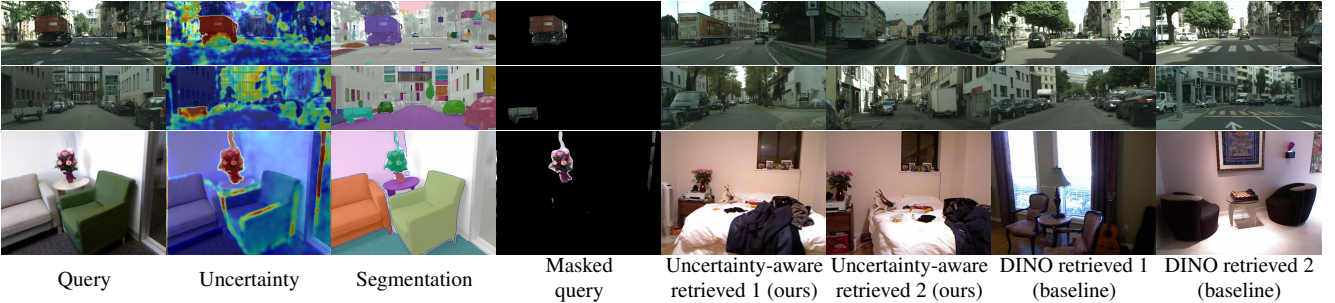 Query
Uncertainty
Segmentation
Masked
query
Uncertainty-aware
retrieved 1 (ours)
Uncertainty-aware
retrieved 2 (ours)
DINO retrieved 1
(baseline)
DINO retrieved 2
(baseline)